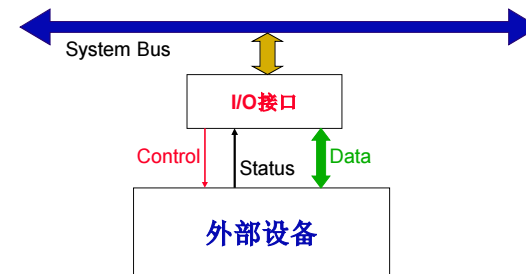 System Bus
I/O接口
Control
Status
Data
外部设备